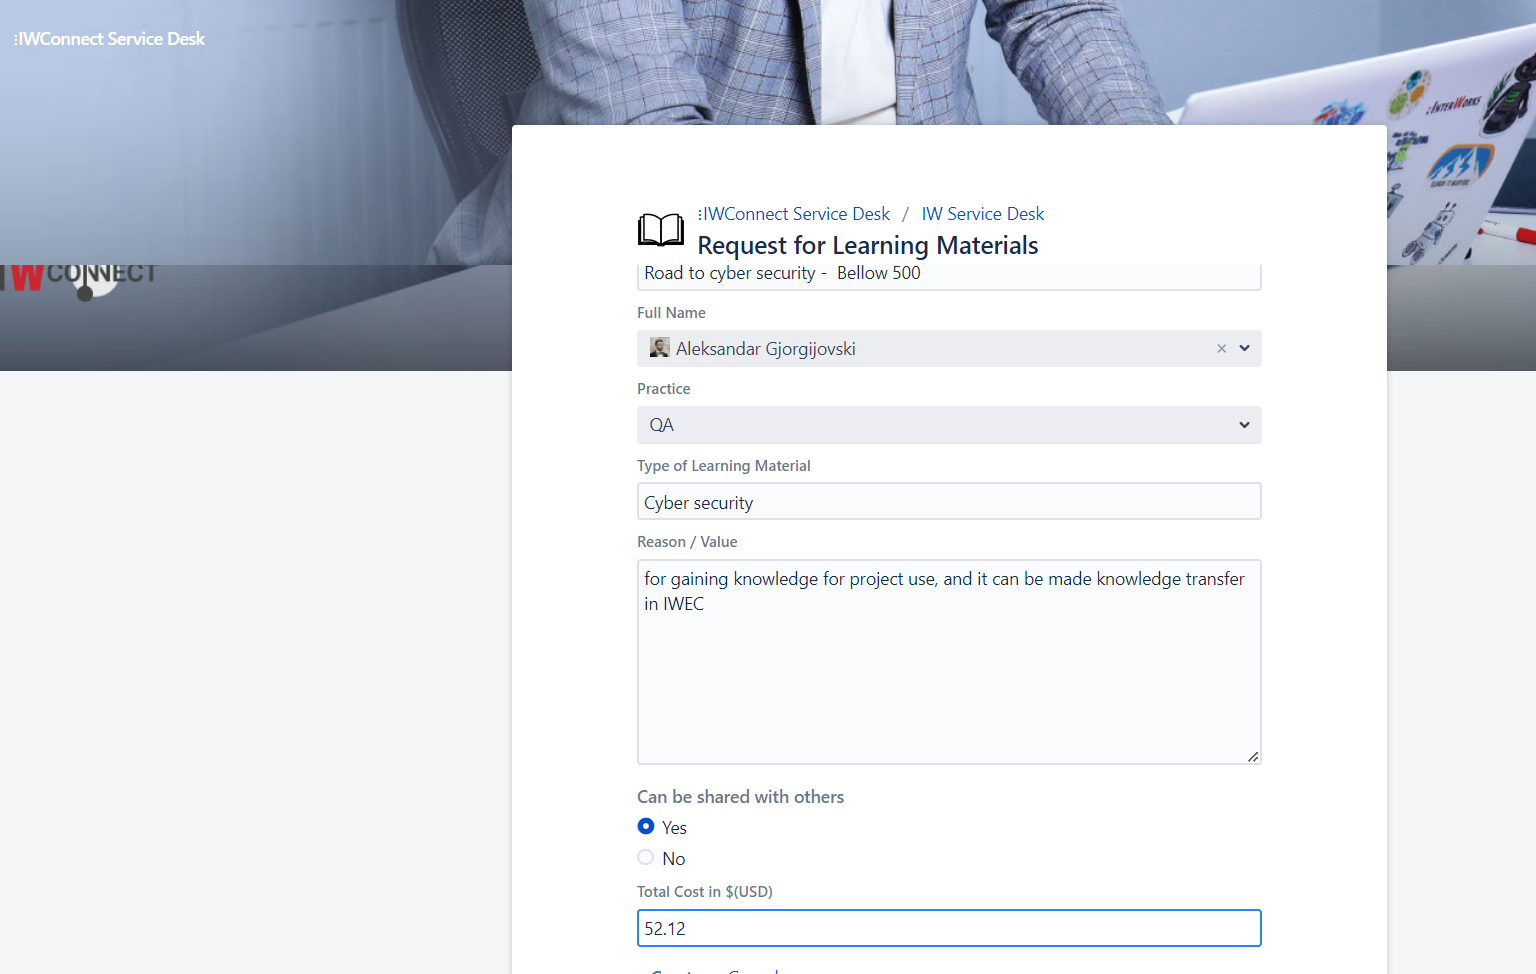 :IWConnect Service Desk
:INTERWORKS
IW CONNECT
:IWConnect Service Desk / IW Service Desk
Request for Learning Materials
Road to cyber security -  Bellow 500
Full Name
Aleksandar Gjorgijovski
Practice
QA
Type of Learning Material
Cyber security
Reason / Value
for gaining knowledge for project use, and it can be made knowledge transfer
in IWEC
Can be shared with others
Yes
No
Total Cost in $(USD)
52.12